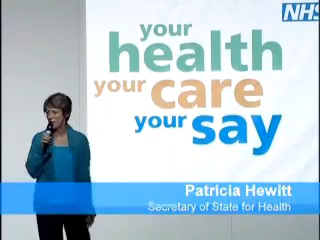 NHS
your
health
your care
your say
Patricia Hewitt
Secretary of State for Health